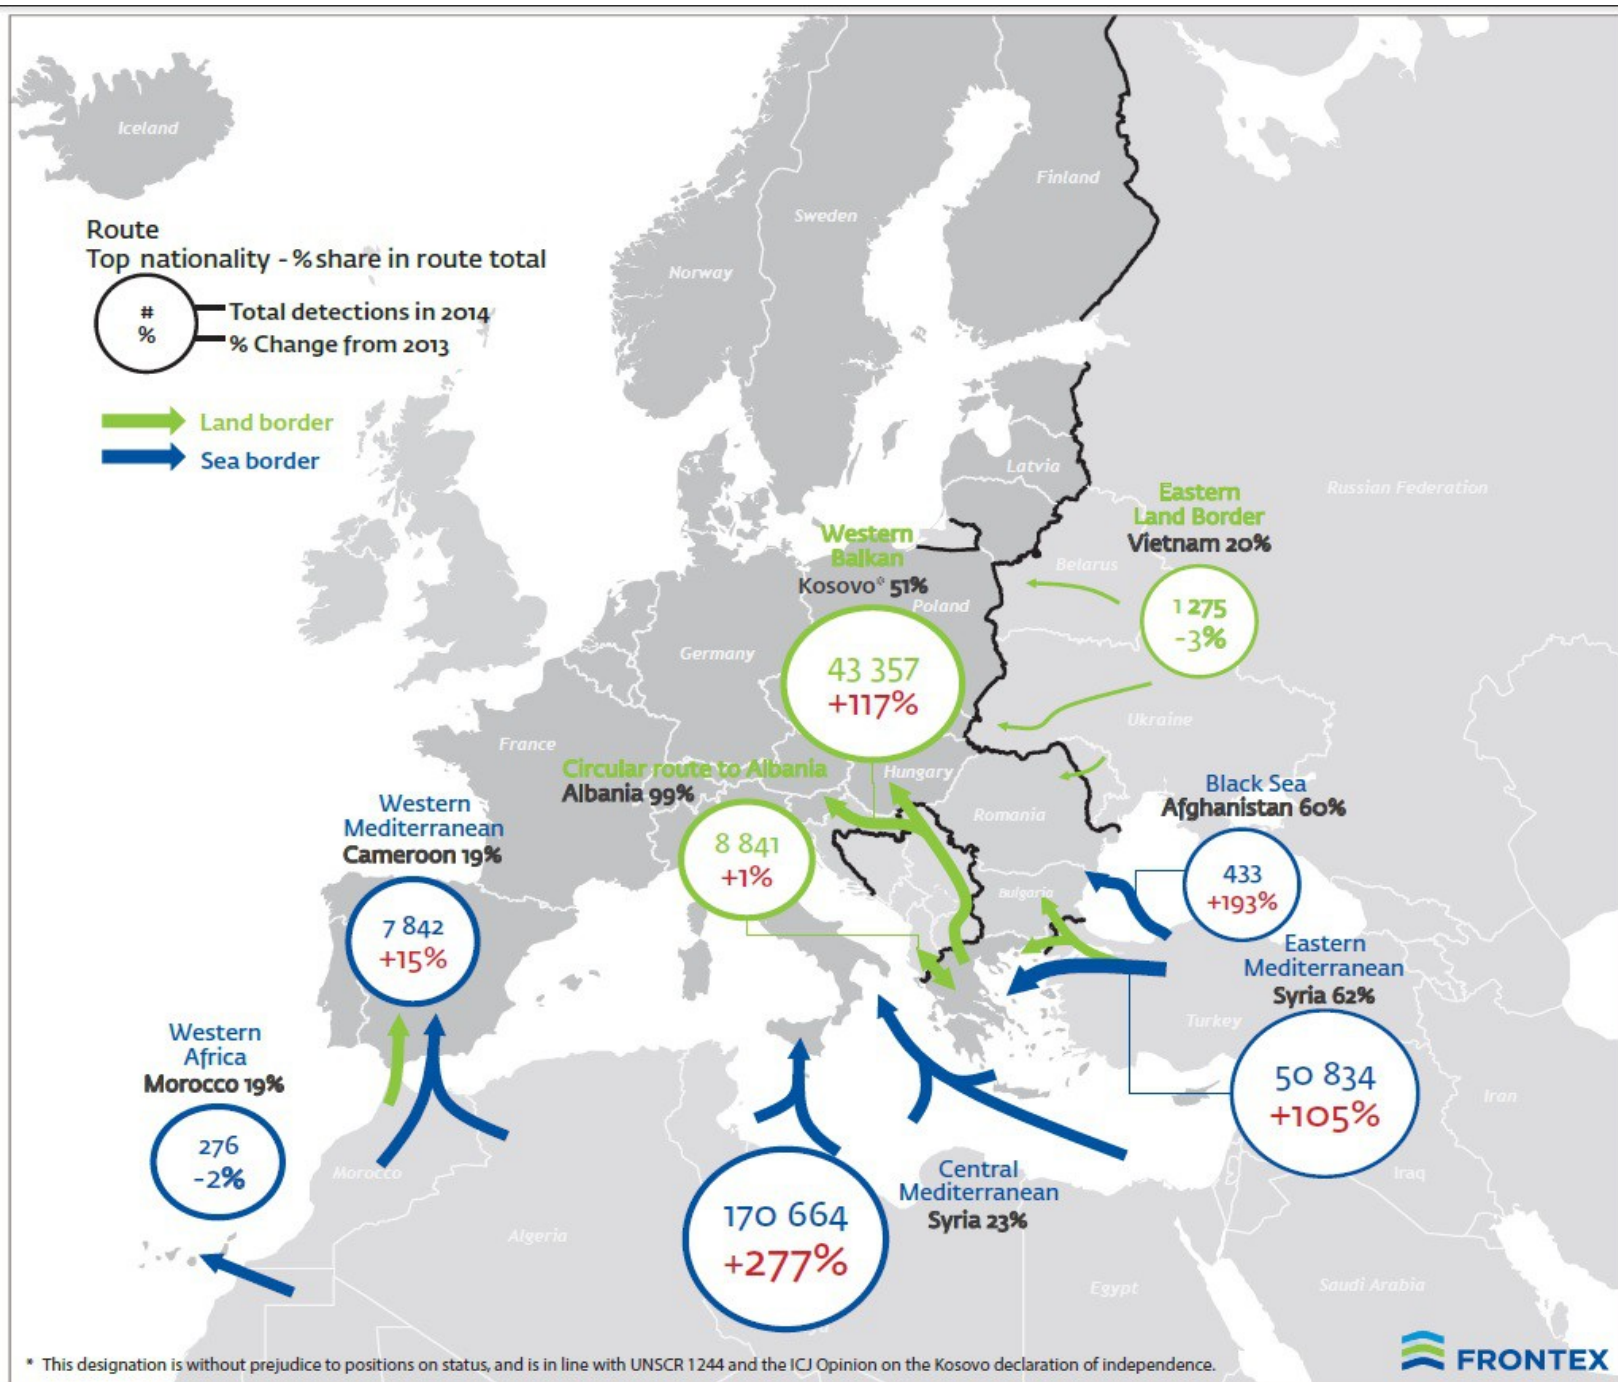 Iceland
Finland
Sweden
Norway
Route
Top nationality - % share in route total
#
%
Total detections in 2014
% Change from 2013
Land border
Sea border
Latvia
Russian Federation
Eastern
Land Border
Vietnam 20%
1 275
-3%
Belarus
Western
Balkan
Kosovo* 51%
43 357
+117%
Poland
Germany
Ukraine
France
Hungary
Circular route to Albania
Albania 99%
8 841
+1%
Romania
Black Sea
Afghanistan 60%
433
+193%
Western
Mediterranean
Cameroon 19%
7 842
+15%
Bulgaria
Eastern
Mediterranean
Syria 62%
50 834
+105%
Turkey
Western
Africa
Morocco 19%
276
-2%
Morocco
Iran
Iraq
Central
Mediterranean
Syria 23%
170 664
+277%
Algeria
Egypt
Saudi Arabia
* This designation is without prejudice to positions on status, and is in line with UNSCR 1244 and the ICJ Opinion on the Kosovo declaration of independence.
FRONTEX